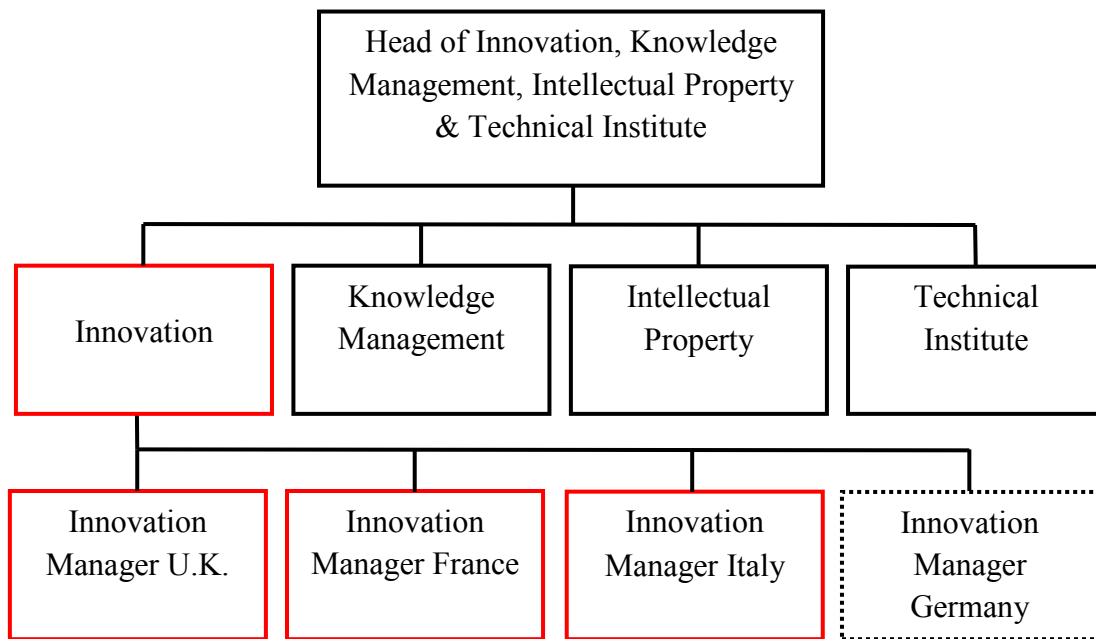 Head of Innovation, Knowledge
Management, Intellectual Property
& Technical Institute
Innovation
Knowledge
Management
Intellectual
Property
Technical
Institute
Innovation
Manager U.K.
Innovation
Manager France
Innovation
Manager Italy
Innovation
Manager
Germany